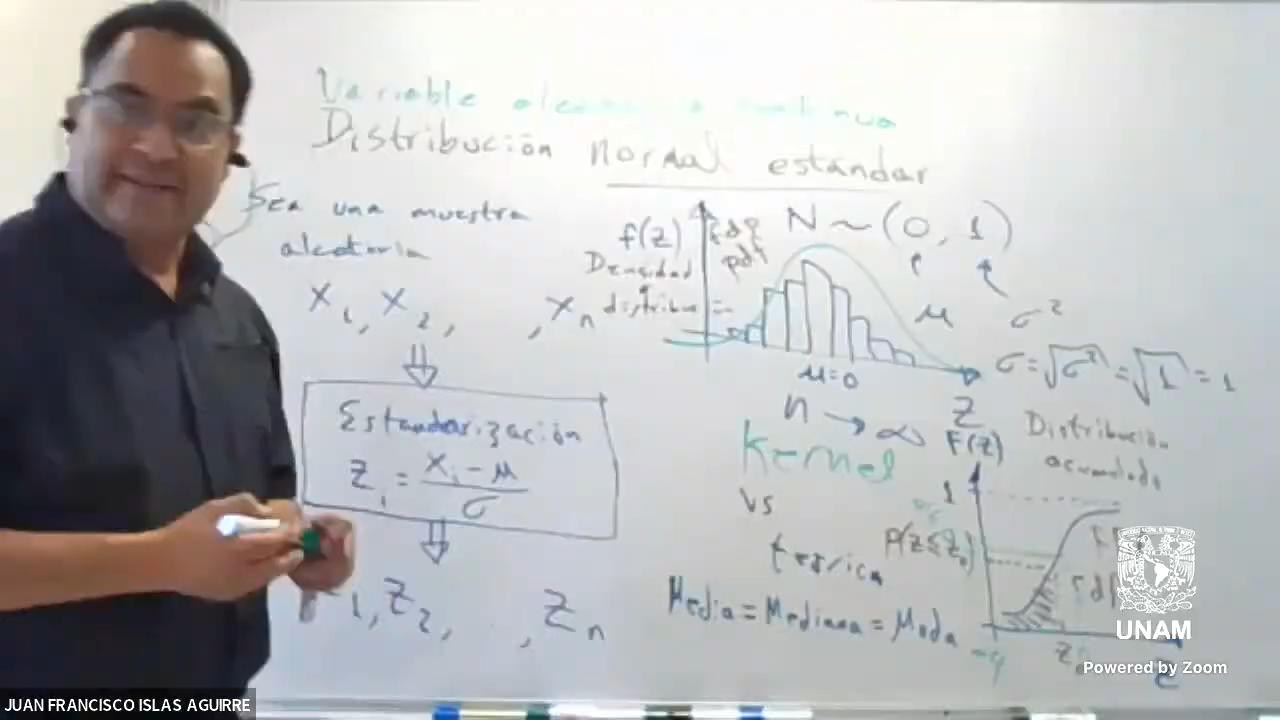 Variable aleatoria continua
Distribución normal estándar
Sea una muestra
aleatoria
X₁, X₂, , Xn
Estandarización
Zᵢ = (Xᵢ - μ) / σ
Z₂, . . , Zn
f(z) fdp
pdf
Densidad
N ~ (0, 1)
μ σ²
σ = √σ² = √1 = 1
μ=0
Z
n → ∞
Kernel
vs
teórica
Media = Mediana = Moda
F(z)
Distribución
acumulada
1
P(Z≤Z₀)
cdf
Z
UNAM
Powered by Zoom
JUAN FRANCISCO ISLAS AGUIRRE